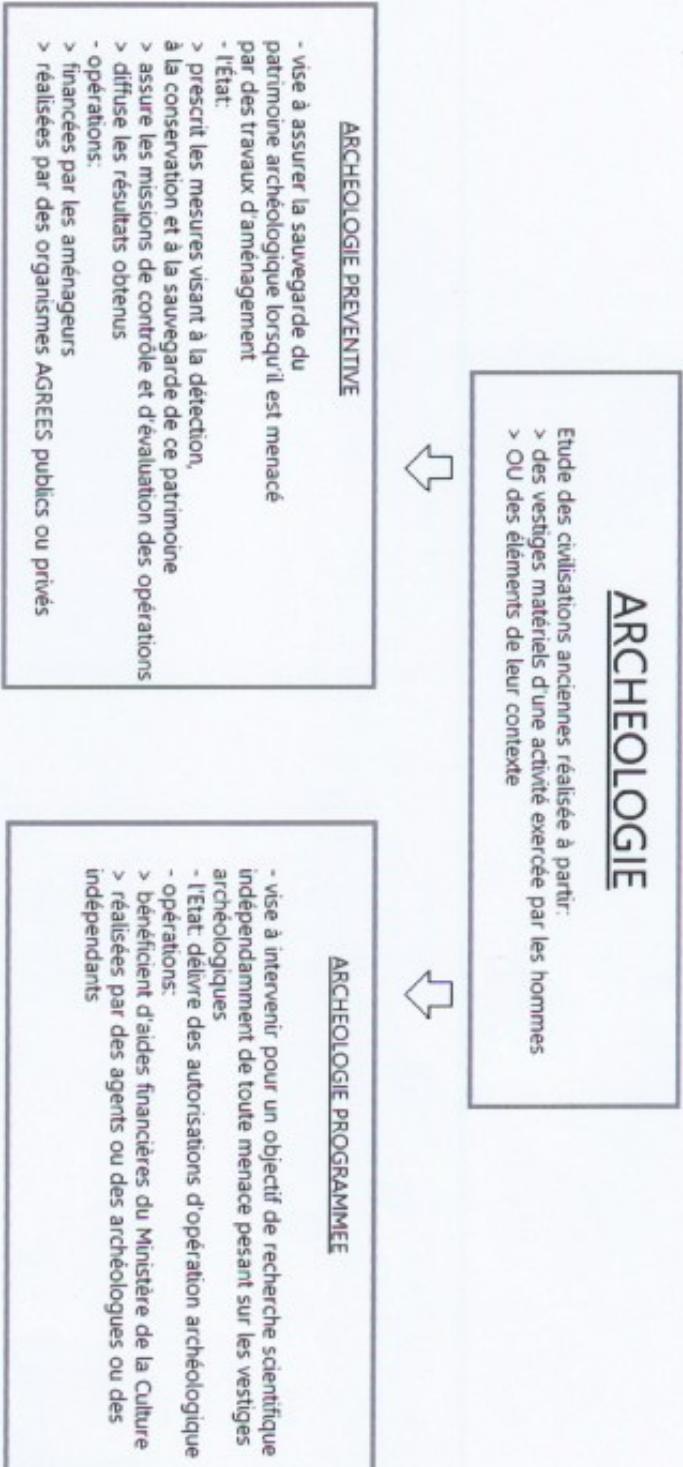 ARCHEOLOGIE
Etude des civilisations anciennes réalisée à partir:
> des vestiges matériels d'une activité exercée par les hommes
> OU des éléments de leur contexte
ARCHEOLOGIE PREVENTIVE
- vise à assurer la sauvegarde du
patrimoine archéologique lorsqu'il est menacé
par des travaux d'aménagement
- l'État:
> prescrit les mesures visant à la détection,
à la conservation et à la sauvegarde de ce patrimoine
> assure les missions de contrôle et d'évaluation des opérations
> diffuse les résultats obtenus
- opérations:
> financées par les aménageurs
> réalisées par des organismes AGREES publics ou privés
ARCHEOLOGIE PROGRAMMEE
- vise à intervenir pour un objectif de recherche scientifique
indépendamment de toute menace pesant sur les vestiges
archéologiques
- l'Etat: délivre des autorisations d'opération archéologique
- opérations:
> bénéficient d'aides financières du Ministère de la Culture
> réalisées par des agents ou des archéologues ou des
indépendants